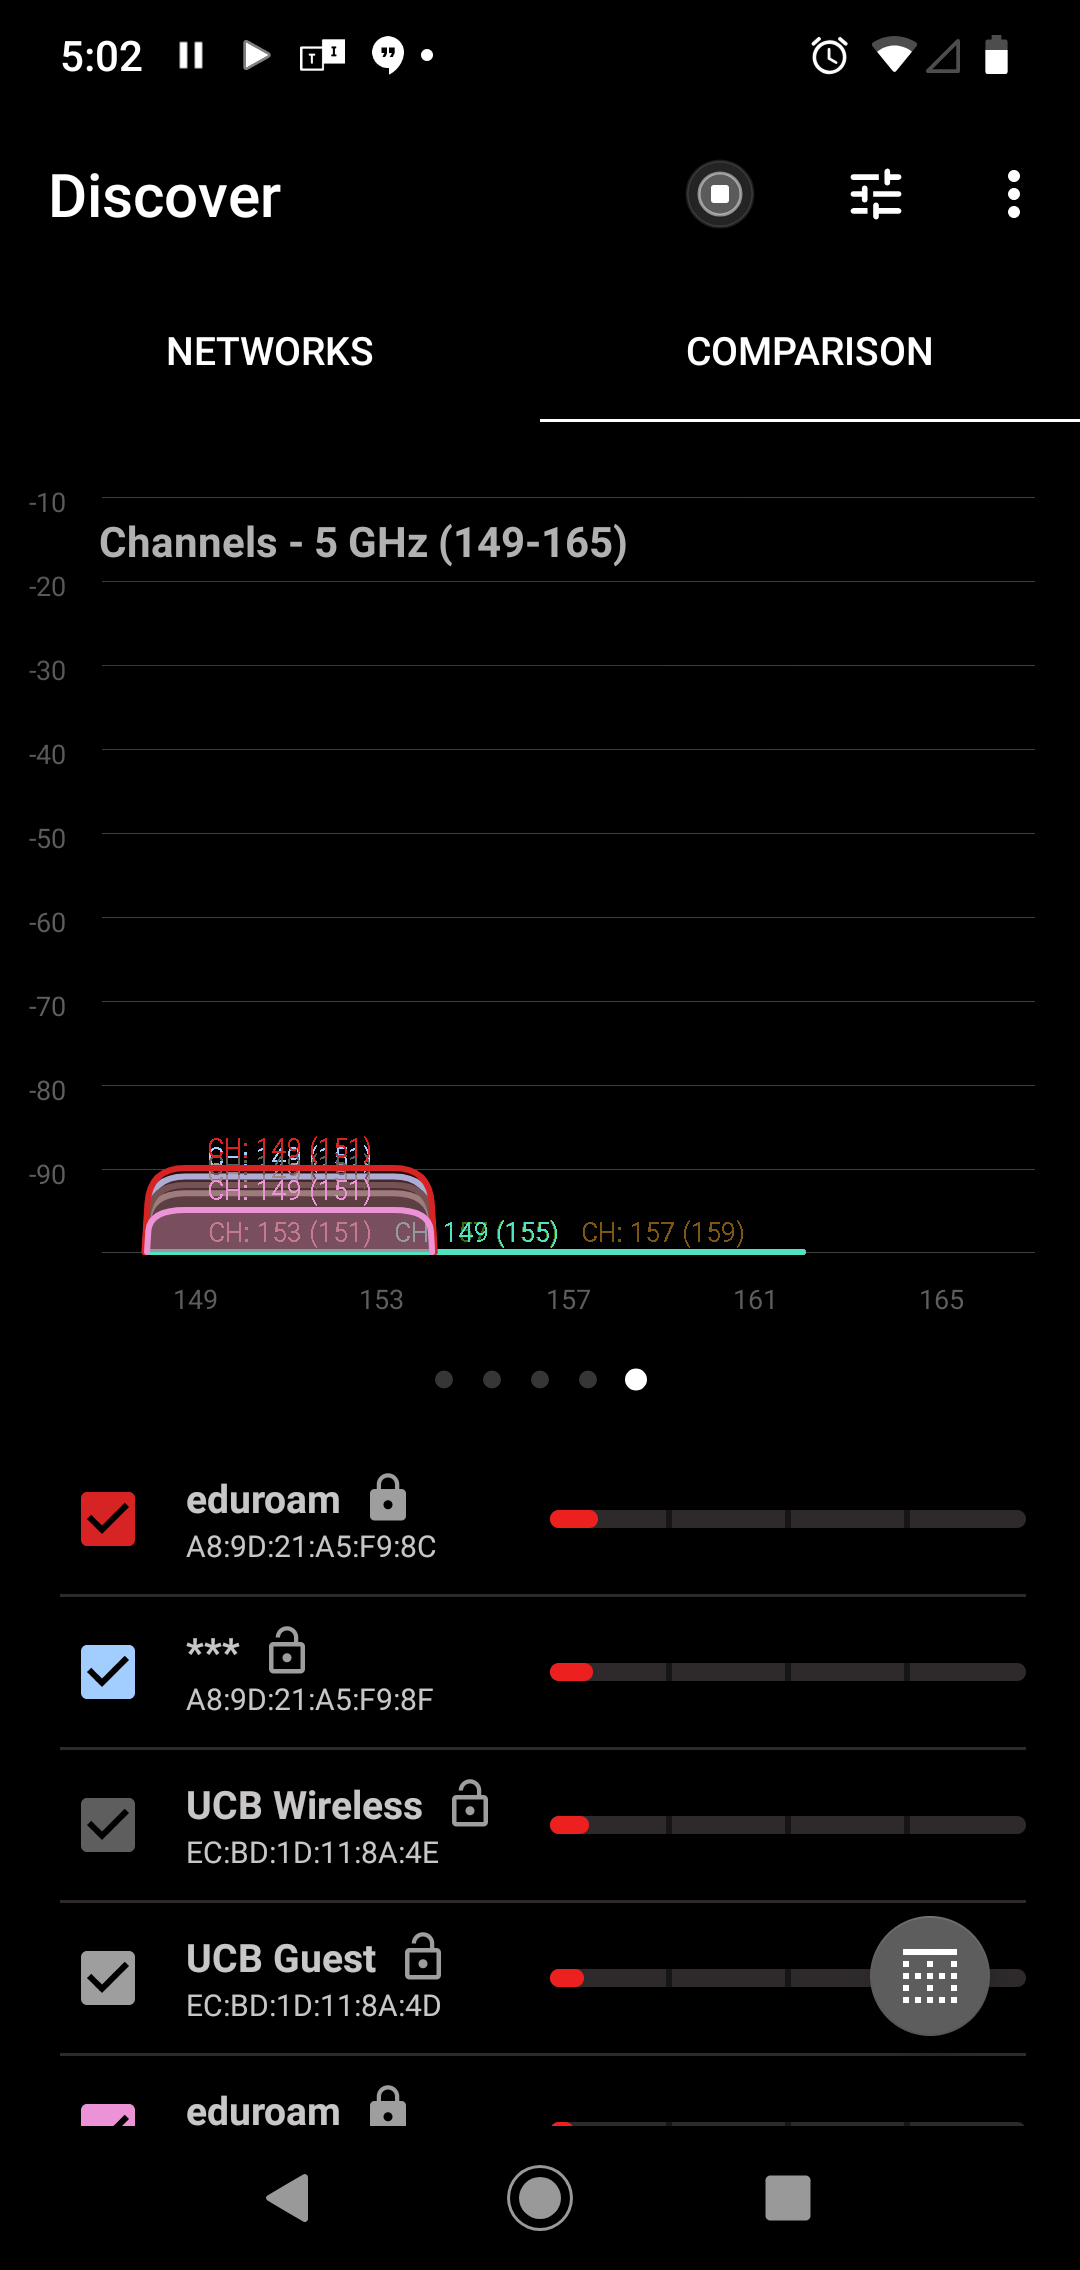 5:02
Discover
NETWORKS COMPARISON
-10
Channels - 5 GHz (149-165)
-20
-30
-40
-50
-60
-70
-80
CH: 149 (151)
-90
CH: 149 (151)
CH: 153 (151) CH 149 (155) CH: 157 (159)
149 153 157 161 165
eduroam
A8:9D:21:A5:F9:8C
***
A8:9D:21:A5:F9:8F
UCB Wireless
EC:BD:1D:11:8A:4E
UCB Guest
EC:BD:1D:11:8A:4D
eduroam